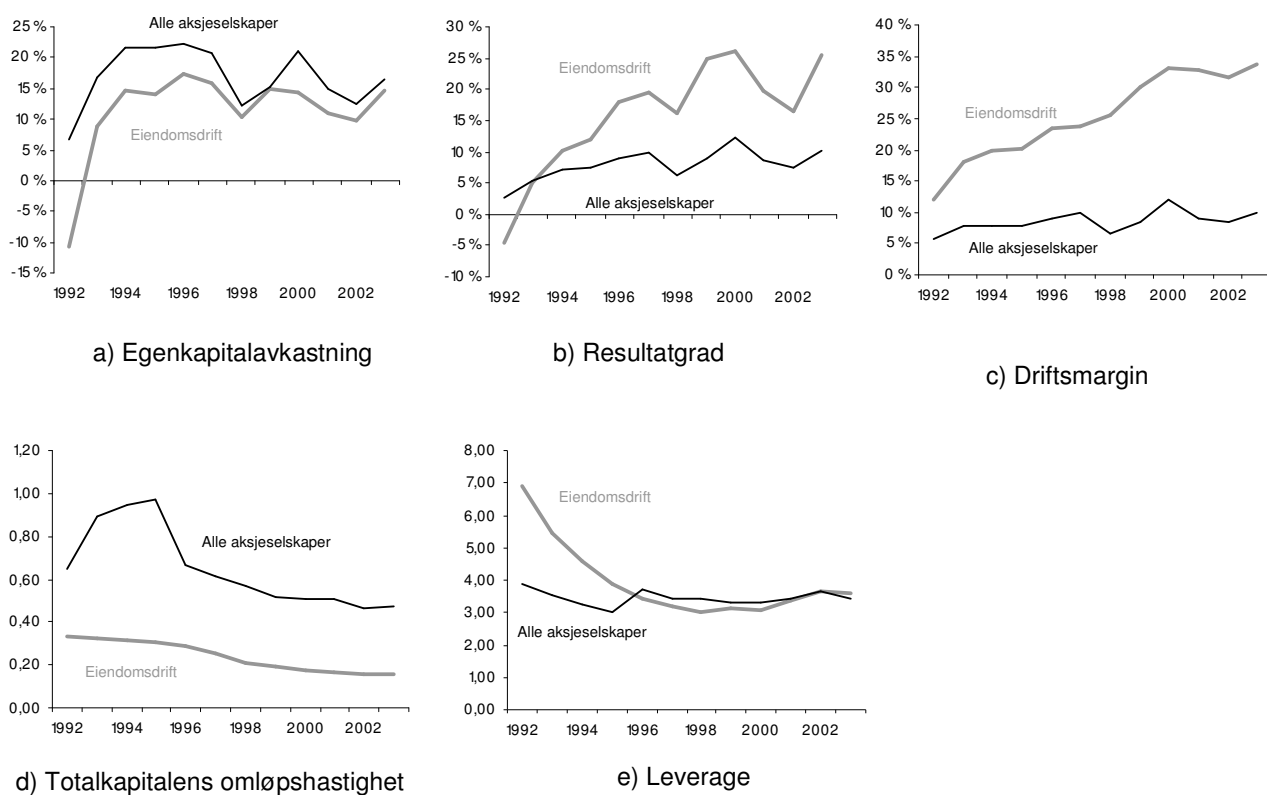 25 %
20 %
15 %
10 %
5 %
0 %
-5 %
-10 %
-15 %
Alle aksjeselskaper
Eiendomsdrift
1992 1994 1996 1998 2000 2002
a) Egenkapitalavkastning
30 %
25 %
20 %
15 %
10 %
5 %
0 %
-5 %
-10 %
Eiendomsdrift
Alle aksjeselskaper
1992 1994 1996 1998 2000 2002
b) Resultatgrad
40 %
35 %
30 %
25 %
20 %
15 %
10 %
5 %
0 %
Eiendomsdrift
Alle aksjeselskaper
1992 1994 1996 1998 2000 2002
c) Driftsmargin
1,20
1,00
0,80
0,60
0,40
0,20
0,00
Alle aksjeselskaper
Eiendomsdrift
1992 1994 1996 1998 2000 2002
d) Totalkapitalens omløpshastighet
8,00
7,00
6,00
5,00
4,00
3,00
2,00
1,00
0,00
Eiendomsdrift
Alle aksjeselskaper
1992 1994 1996 1998 2000 2002
e) Leverage